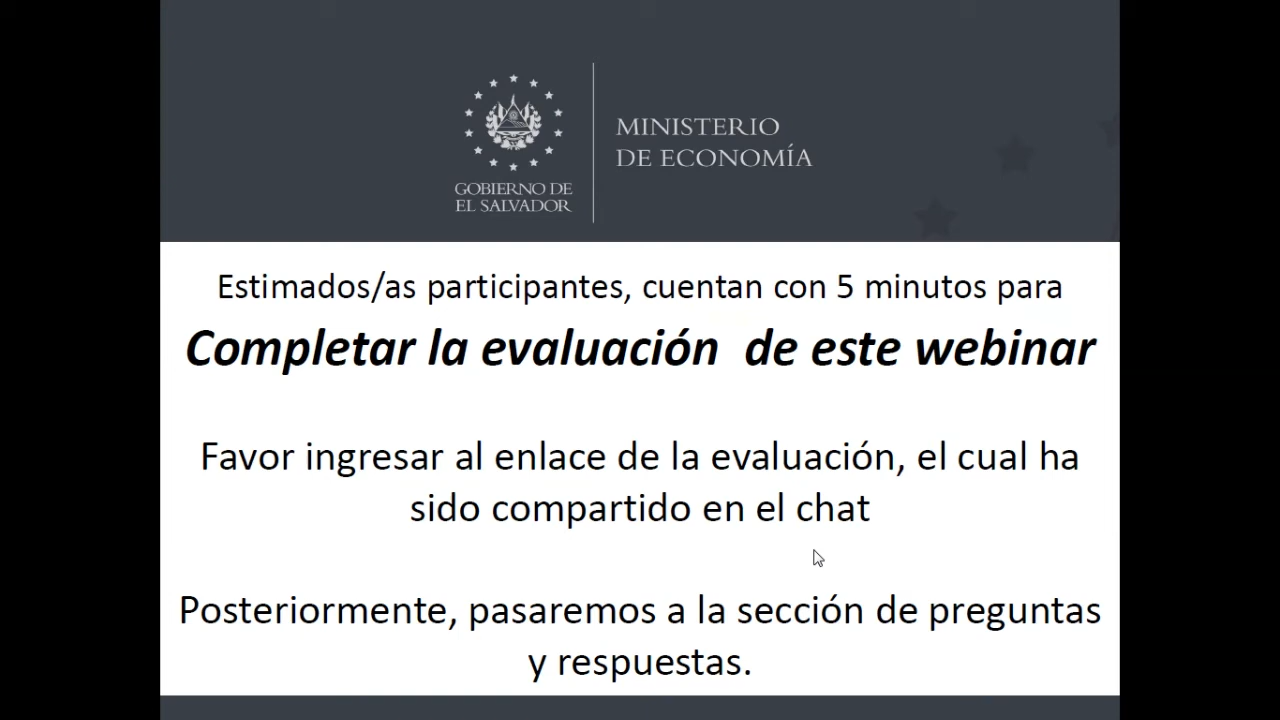 GOBIERNO DE
EL SALVADOR
MINISTERIO
DE ECONOMÍA
Estimados/as participantes, cuentan con 5 minutos para
Completar la evaluación de este webinar
Favor ingresar al enlace de la evaluación, el cual ha
sido compartido en el chat
Posteriormente, pasaremos a la sección de preguntas
y respuestas.